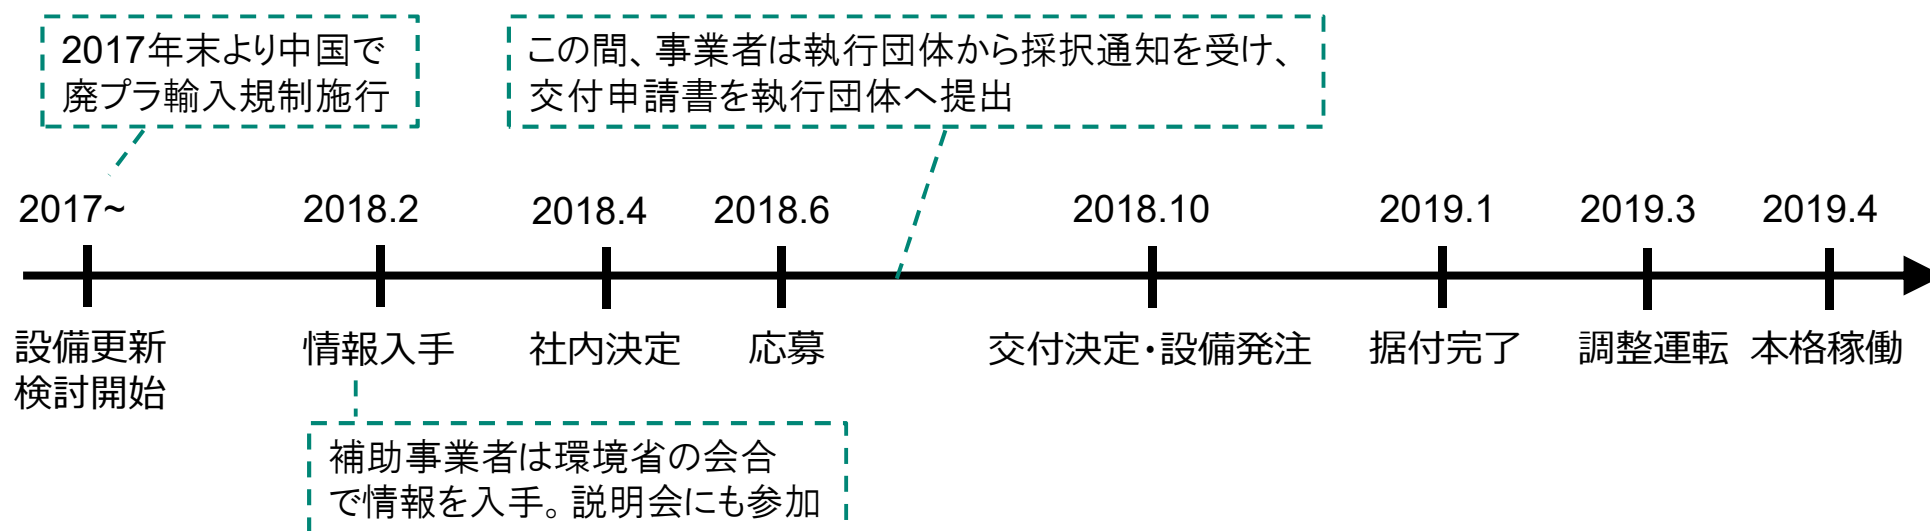 2017年末より中国で
廃プラ輸入規制施行
この間、事業者は執行団体から採択通知を受け、
交付申請書を執行団体へ提出
2017~
2018.2
2018.4
2018.6
2018.10
2019.1
2019.3
2019.4
設備更新
検討開始
情報入手
社内決定
応募
交付決定・設備発注
据付完了
調整運転
本格稼働
補助事業者は環境省の会合
で情報を入手。説明会にも参加